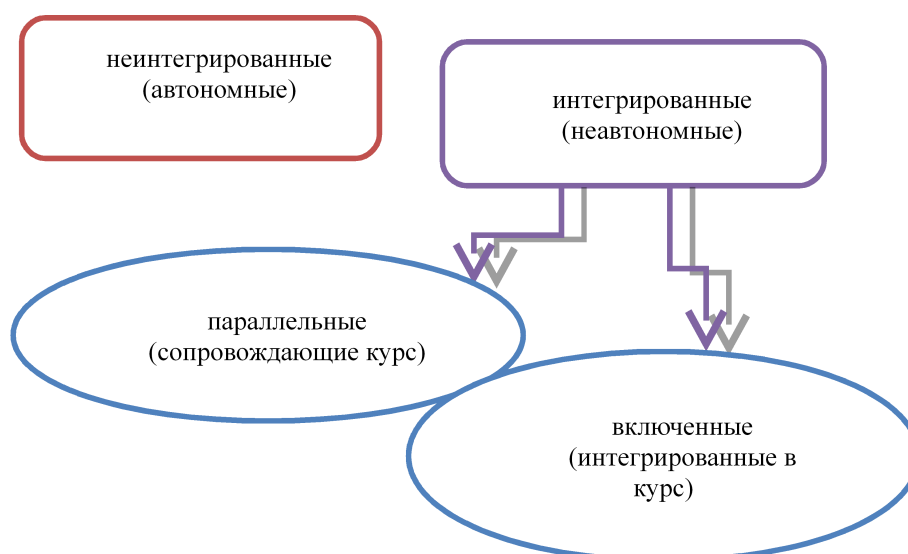 неинтегрированные
(автономные)
интегрированные
(неавтономные)
параллельные
(сопровождающие курс)
включенные
(интегрированные в
курс)